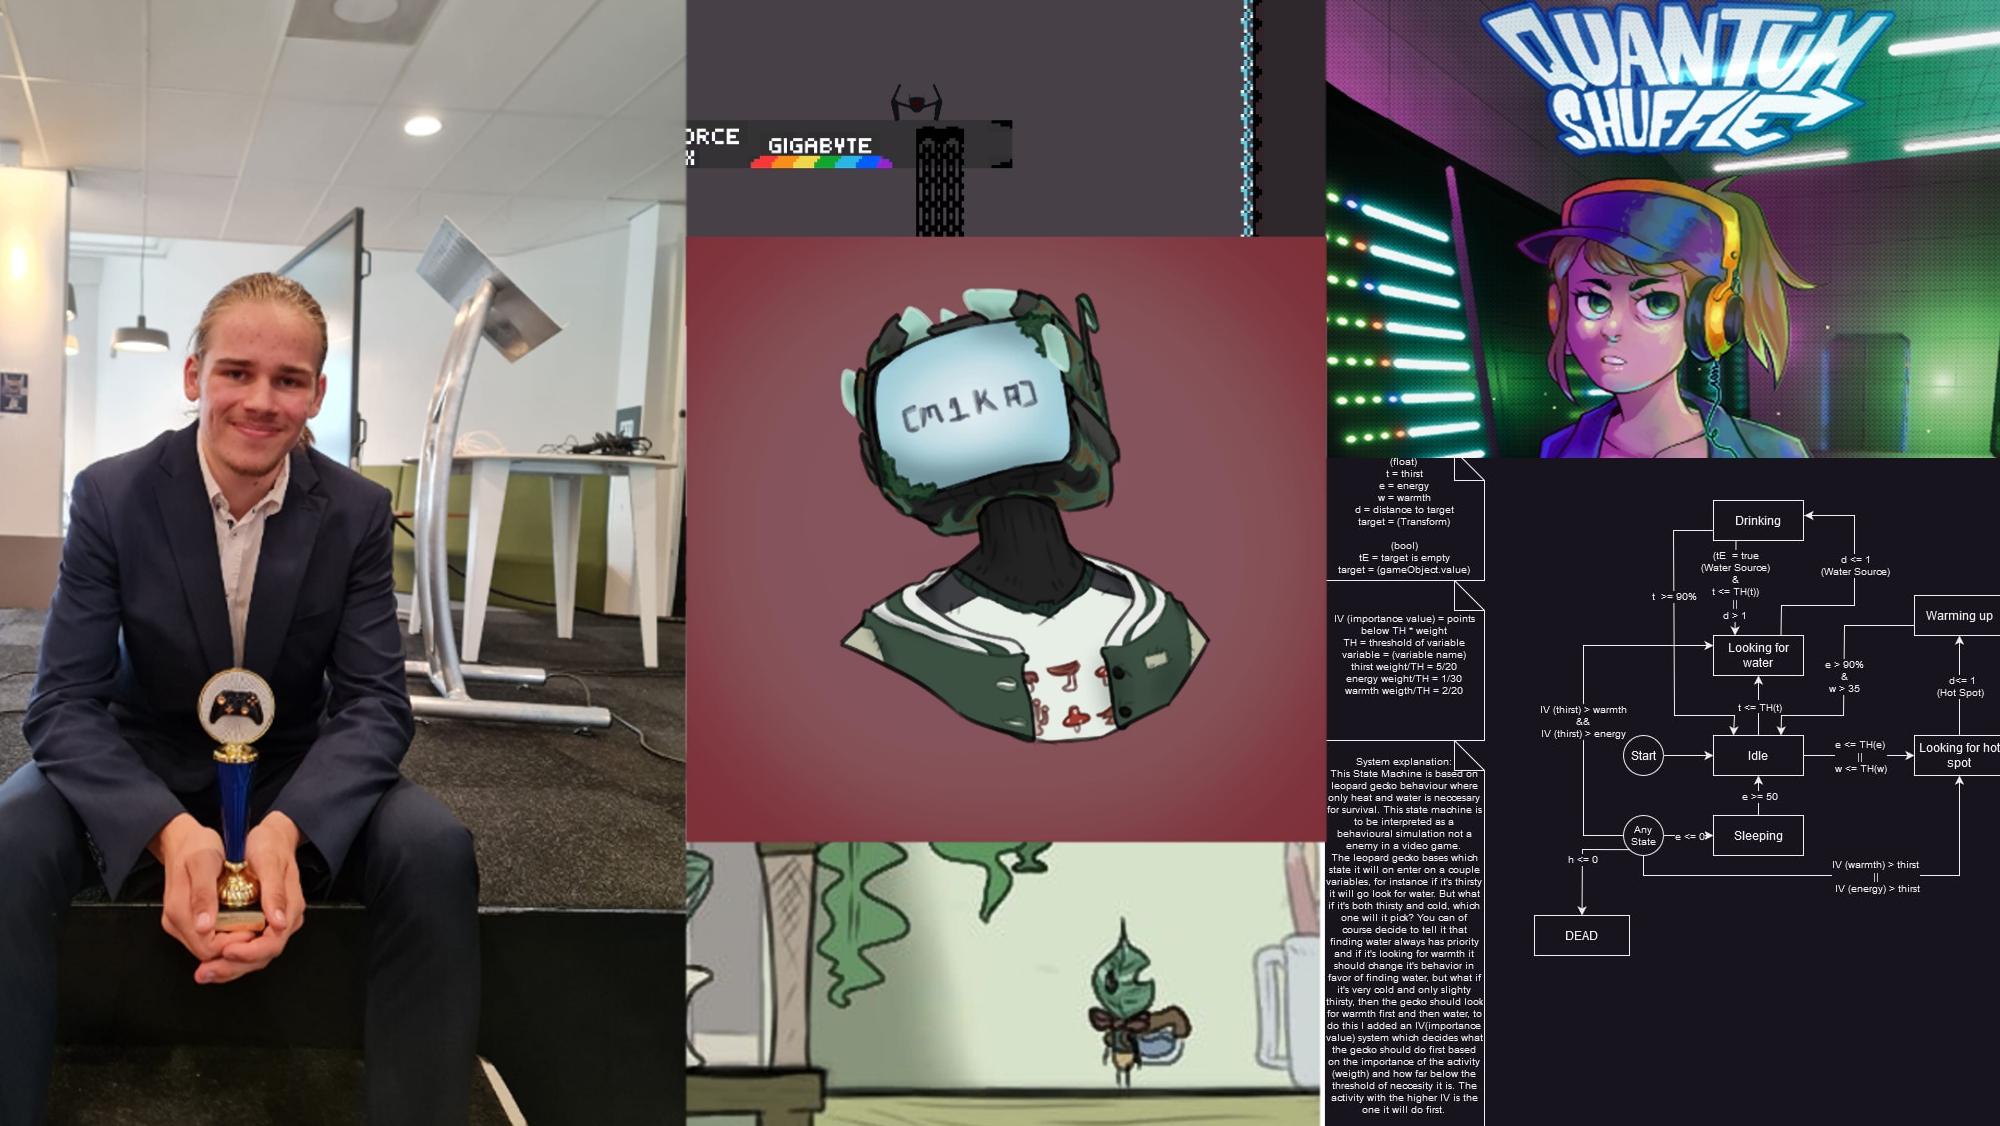 ORCE
X
GIGABYTE
[M1KA]
QUANTUM
SHUFFLE
(float)
t = thirst
e = energy
w = warmth
d = distance to target
target = (Transform)
(bool)
tE = target is empty
target = (gameObject.value)
IV (importance value) = points
below TH * weight
TH = threshold of variable
variable = (variable name)
thirst weight/TH = 5/20
energy weight/TH = 1/30
warmth weigth/TH = 2/20
System explanation:
This State Machine is based on
leopard gecko behaviour where
only heat and water is neccesary
for survival. This state machine is
to be interpreted as a
behavioural simulation not a
enemy in a video game.
The leopard gecko bases which
state it will on enter on a couple
variables, for instance if it's thirsty
it will go look for water. But what
if it's both thirsty and cold, which
one will it pick? You can of
course decide to tell it that
finding water always has priority
and if it's looking for warmth it
should change it's behavior in
favor of finding water, but what if
it's very cold and only slighty
thirsty, then the gecko should look
for warmth first and then water, to
do this I added an IV(importance
value) system which decides what
the gecko should do first based
on the importance of the activity
(weigth) and how far below the
threshold of neccesity it is. The
activity with the higher IV is the
one it will do first.
Drinking
(tE = true
(Water Source)
&
t <= TH(t))
||
d > 1
d <= 1
(Water Source)
t >= 90%
Warming up
Looking for
water
e > 90%
&
w > 35
d<= 1
(Hot Spot)
t <= TH(t)
IV (thirst) > warmth
&&
IV (thirst) > energy
Start
Idle
e <= TH(e)
||
w <= TH(w)
Looking for hot
spot
e >= 50
Any
State
e <= 0
Sleeping
h <= 0
IV (warmth) > thirst
||
IV (energy) > thirst
DEAD